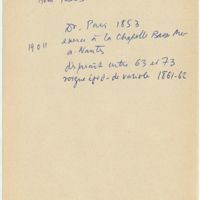 Dr. Paris 1853
19011
exerce à la Chapelle Basse Mer
a. Nantes
disparait entre 63 et 73
soigne épid. de variole 1861-62